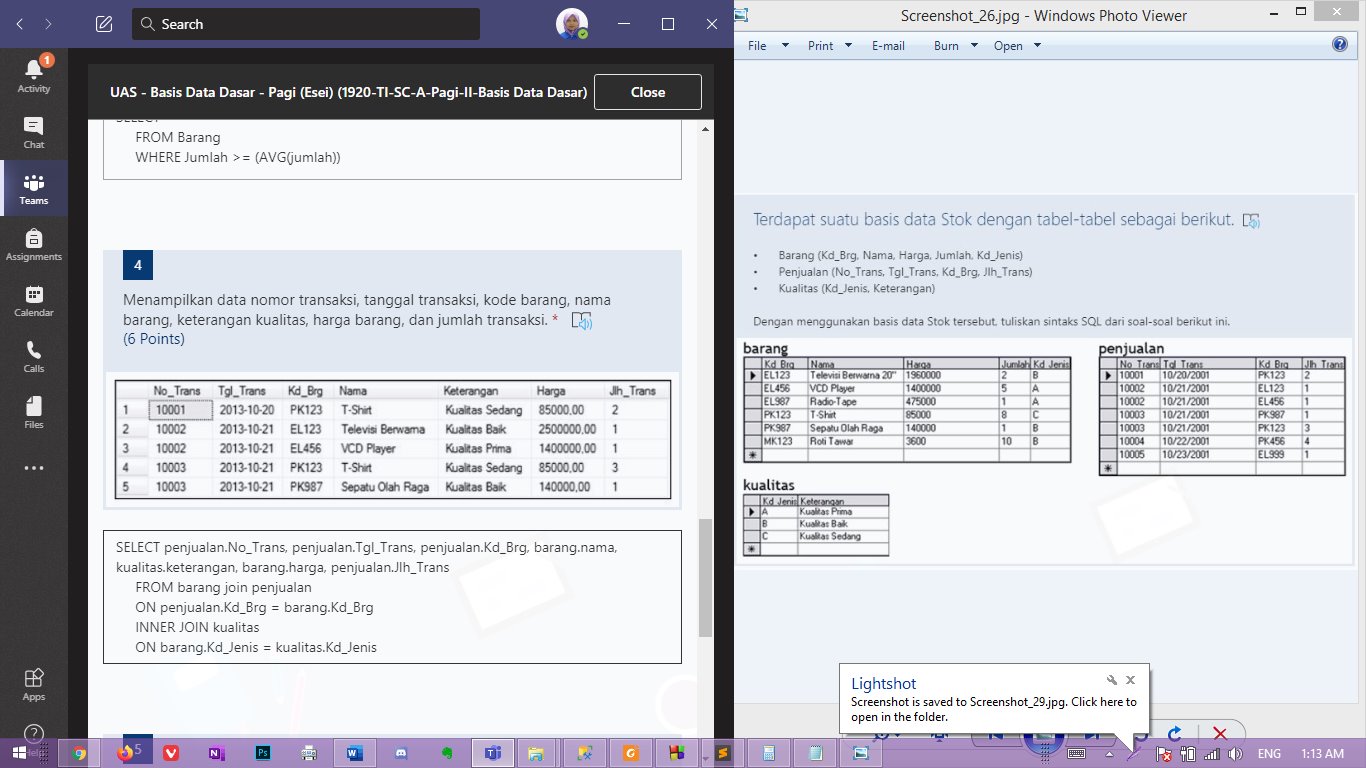 Search
1
Activity
Chat
Teams
Assignments
Calendar
Calls
Files
Apps
Help
UAS - Basis Data Dasar - Pagi (Esei) (1920-TI-SC-A-Pagi-II-Basis Data Dasar)
Close
SELECT
FROM Barang
WHERE Jumlah >= (AVG(jumlah))
4
Menampilkan data nomor transaksi, tanggal transaksi, kode barang, nama
barang, keterangan kualitas, harga barang, dan jumlah transaksi. *
(6 Points)
No_Trans Tgl_Trans Kd_Brg Nama Keterangan Harga Jlh_Trans
1 10001 2013-10-20 PK123 T-Shirt Kualitas Sedang 85000,00 2
2 10002 2013-10-21 EL123 Televisi Berwarna Kualitas Baik 2500000,00 1
3 10002 2013-10-21 EL456 VCD Player Kualitas Prima 1400000,00 1
4 10003 2013-10-21 PK123 T-Shirt Kualitas Sedang 85000,00 3
5 10003 2013-10-21 PK987 Sepatu Olah Raga Kualitas Baik 140000,00 1
SELECT penjualan.No_Trans, penjualan.Tgl_Trans, penjualan.Kd_Brg, barang.nama,
kualitas.keterangan, barang.harga, penjualan.Jlh_Trans
FROM barang join penjualan
ON penjualan.Kd_Brg = barang.Kd_Brg
INNER JOIN kualitas
ON barang.Kd_Jenis = kualitas.Kd_Jenis
5
Screenshot_26.jpg - Windows Photo Viewer
File Print E-mail Burn Open
Terdapat suatu basis data Stok dengan tabel-tabel sebagai berikut.
• Barang (Kd_Brg, Nama, Harga, Jumlah, Kd_Jenis)
• Penjualan (No_Trans, Tgl_Trans, Kd_Brg, Jlh_Trans)
• Kualitas (Kd_Jenis, Keterangan)
Dengan menggunakan basis data Stok tersebut, tuliskan sintaks SQL dari soal-soal berikut ini.
barang
Kd_Brg Nama Harga Jumlah Kd_Jenis
EL123 Televisi Berwarna 20" 1960000 2 B
EL456 VCD Player 1400000 5 A
EL987 Radio-Tape 475000 1 A
PK123 T-Shirt 85000 8 C
PK987 Sepatu Olah Raga 140000 1 B
MK123 Roti Tawar 3600 10 B
penjualan
No_Trans Tgl_Trans Kd_Brg Jlh_Trans
10001 10/20/2001 PK123 2
10002 10/21/2001 EL123 1
10002 10/21/2001 EL456 1
10003 10/21/2001 PK987 1
10003 10/21/2001 PK123 3
10004 10/22/2001 PK456 4
10005 10/23/2001 EL999 1
kualitas
Kd_Jenis Keterangan
A Kualitas Prima
B Kualitas Baik
C Kualitas Sedang
Lightshot
Screenshot is saved to Screenshot_29.jpg. Click here to
open in the folder.
ENG 1:13 AM